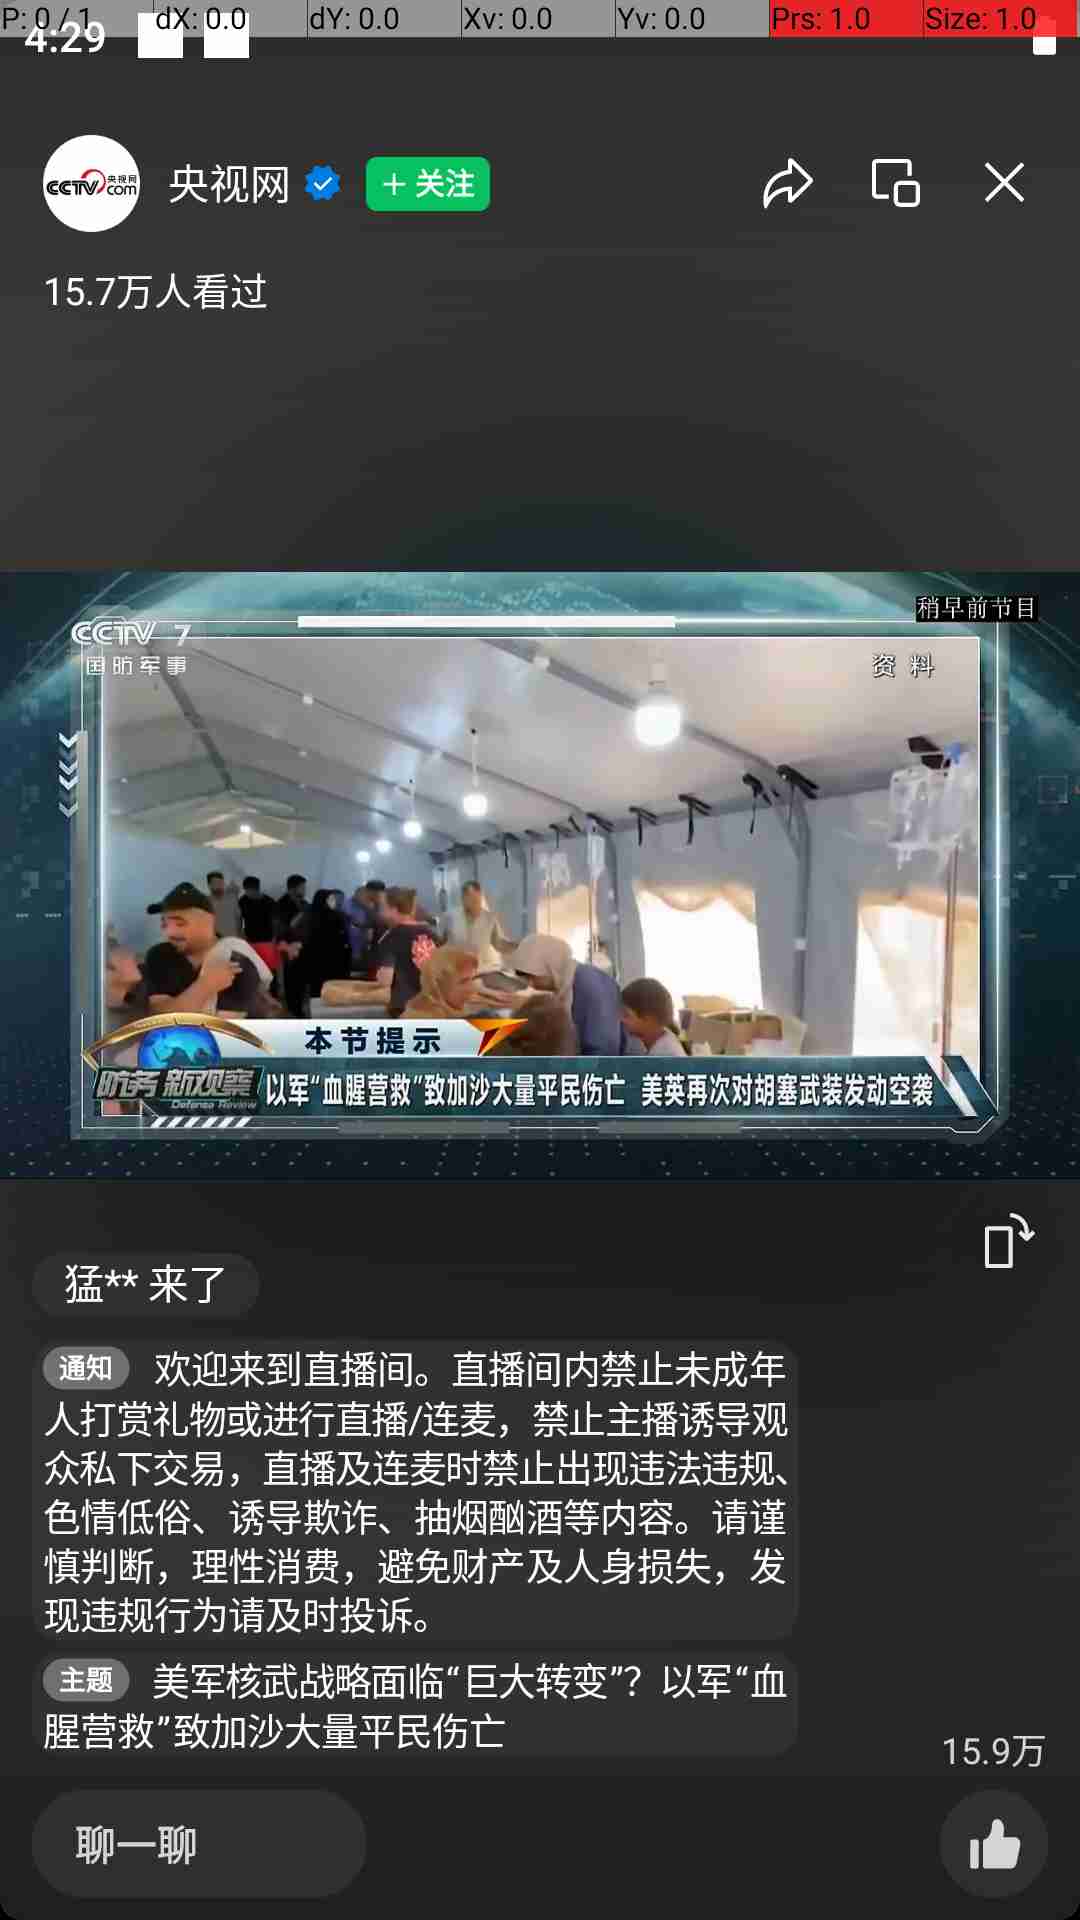 P: 0 / 1
dX: 0.0
dY: 0.0
Xv: 0.0
Yv: 0.0
Prs: 1.0
Size: 1.0
4:29
CCTV央视网
com
央视网
+ 关注
15.7万人看过
稍早前节目
CCTV 7
国防军事
资 料
本节提示
防务新观察
Defense Review
以军“血腥营救”致加沙大量平民伤亡 美英再次对胡塞武装发动空袭
猛** 来了
通知 欢迎来到直播间。直播间内禁止未成年
人打赏礼物或进行直播/连麦，禁止主播诱导观
众私下交易，直播及连麦时禁止出现违法违规、
色情低俗、诱导欺诈、抽烟酗酒等内容。请谨
慎判断，理性消费，避免财产及人身损失，发
现违规行为请及时投诉。
主题 美军核武战略面临“巨大转变”？以军“血
腥营救”致加沙大量平民伤亡
15.9万
聊一聊